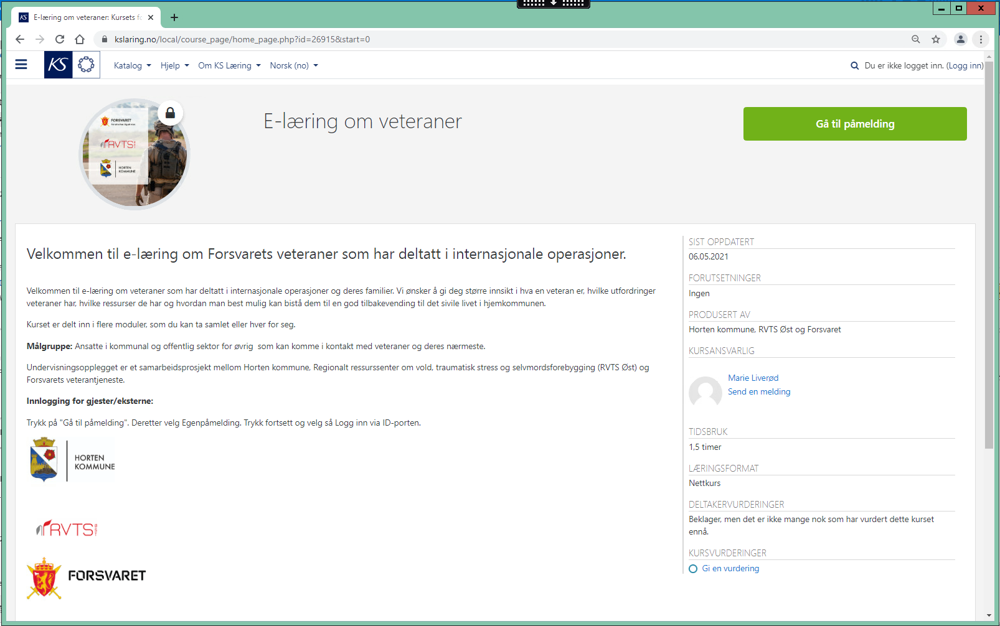 KS E-læring om veteraner: Kursets fo
kslaring.no/local/course_page/home_page.php?id=26915&start=0
KS Katalog Hjelp Om KS Læring Norsk (no) Du er ikke logget inn. (Logg inn)
FORSVARET
RVTS ØST
HORTEN
KOMMUNE
E-læring om veteraner
Gå til påmelding
Velkommen til e-læring om Forsvarets veteraner som har deltatt i internasjonale operasjoner.
Velkommen til e-læring om veteraner som har deltatt i internasjonale operasjoner og deres familier. Vi ønsker å gi deg større innsikt i hva en veteran er, hvilke utfordringer
veteraner har, hvilke ressurser de har og hvordan man best mulig kan bistå dem til en god tilbakevending til det sivile livet i hjemkommunen.
Kurset er delt inn i flere moduler, som du kan ta samlet eller hver for seg.
Målgruppe: Ansatte i kommunal og offentlig sektor for øvrig  som kan komme i kontakt med veteraner og deres nærmeste.
Undervisningsopplegget er et samarbeidsprosjekt mellom Horten kommune, Regionalt ressurssenter om vold, traumatisk stress og selvmordsforebygging (RVTS Øst) og
Forsvarets veterantjeneste.
Innlogging for gjester/eksterne:
Trykk på "Gå til påmelding". Deretter velg Egenpåmelding. Trykk fortsett og velg så Logg inn via ID-porten.
HORTEN
KOMMUNE
RVTS ØST
FORSVARET
SIST OPPDATERT
06.05.2021
FORUTSETNINGER
Ingen
PRODUSERT AV
Horten kommune, RVTS Øst og Forsvaret
KURSANSVARLIG
Marie Liverød
Send en melding
TIDSBRUK
1,5 timer
LÆRINGSFORMAT
Nettkurs
DELTAKERVURDERINGER
Beklager, men det er ikke mange nok som har vurdert dette kurset
ennå.
KURSVURDERINGER
Gi en vurdering